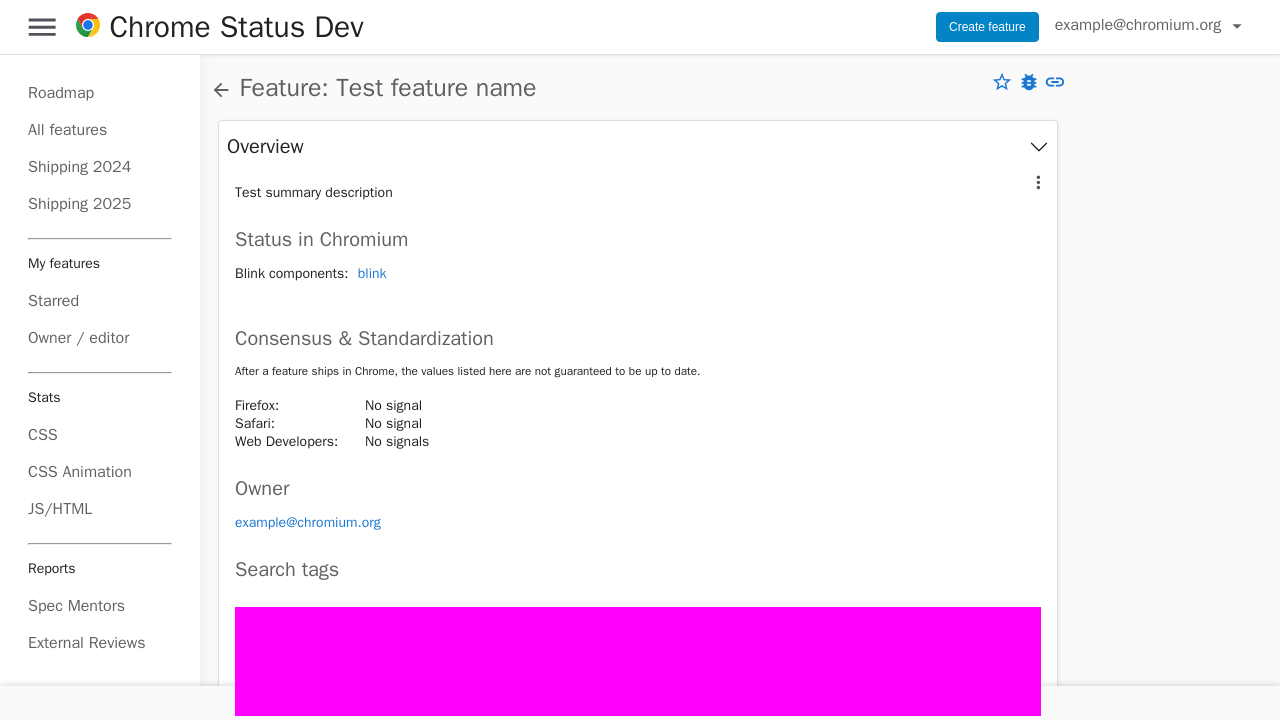 Chrome Status Dev
Create feature
example@chromium.org
Roadmap
All features
Shipping 2024
Shipping 2025
My features
Starred
Owner / editor
Stats
CSS
CSS Animation
JS/HTML
Reports
Spec Mentors
External Reviews
Feature: Test feature name
Overview
Test summary description
Status in Chromium
Blink components: blink
Consensus & Standardization
After a feature ships in Chrome, the values listed here are not guaranteed to be up to date.
Firefox: No signal
Safari: No signal
Web Developers: No signals
Owner
example@chromium.org
Search tags